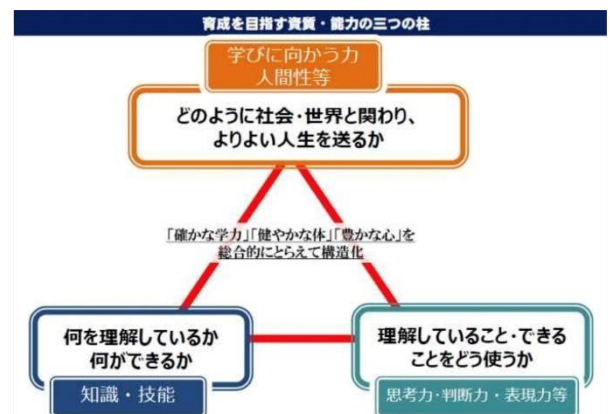 育成を目指す資質・能力の三つの柱
学びに向かう力
人間性等
どのように社会・世界と関わり、
よりよい人生を送るか
「確かな学力」「健やかな体」「豊かな心」を
総合的にとらえて構造化
何を理解しているか
何ができるか
知識・技能
理解していること・できる
ことをどう使うか
思考力・判断力・表現力等